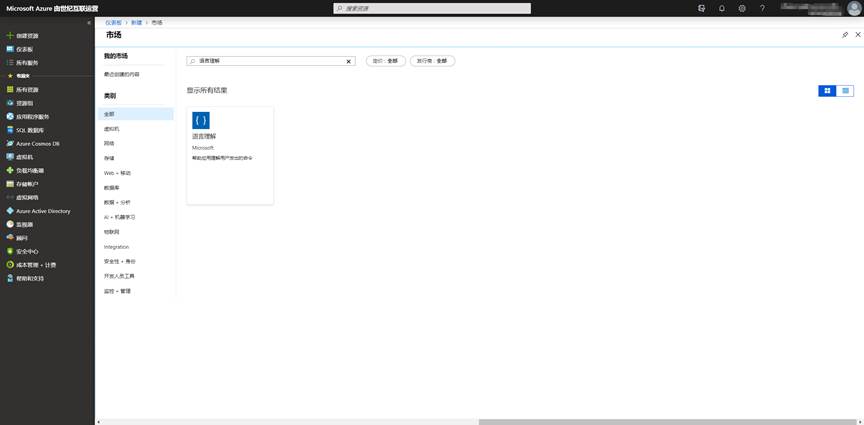 Microsoft Azure 由世纪互联运营
搜索资源
仪表板 > 新建 > 市场
市场
创建资源
仪表板
所有服务
收藏夹
所有资源
资源组
应用程序服务
SQL 数据库
Azure Cosmos DB
虚拟机
负载均衡器
存储帐户
虚拟网络
Azure Active Directory
监视器
顾问
安全中心
成本管理 + 计费
帮助和支持
我的市场
最近创建的内容
类别
全部
虚拟机
网络
存储
Web + 移动
数据库
数据 + 分析
AI + 机器学习
物联网
Integration
安全性 + 身份
开发人员工具
监控 + 管理
语言理解
定价 : 全部
发行商 : 全部
显示所有结果
语言理解
Microsoft
帮助应用理解用户发出的命令